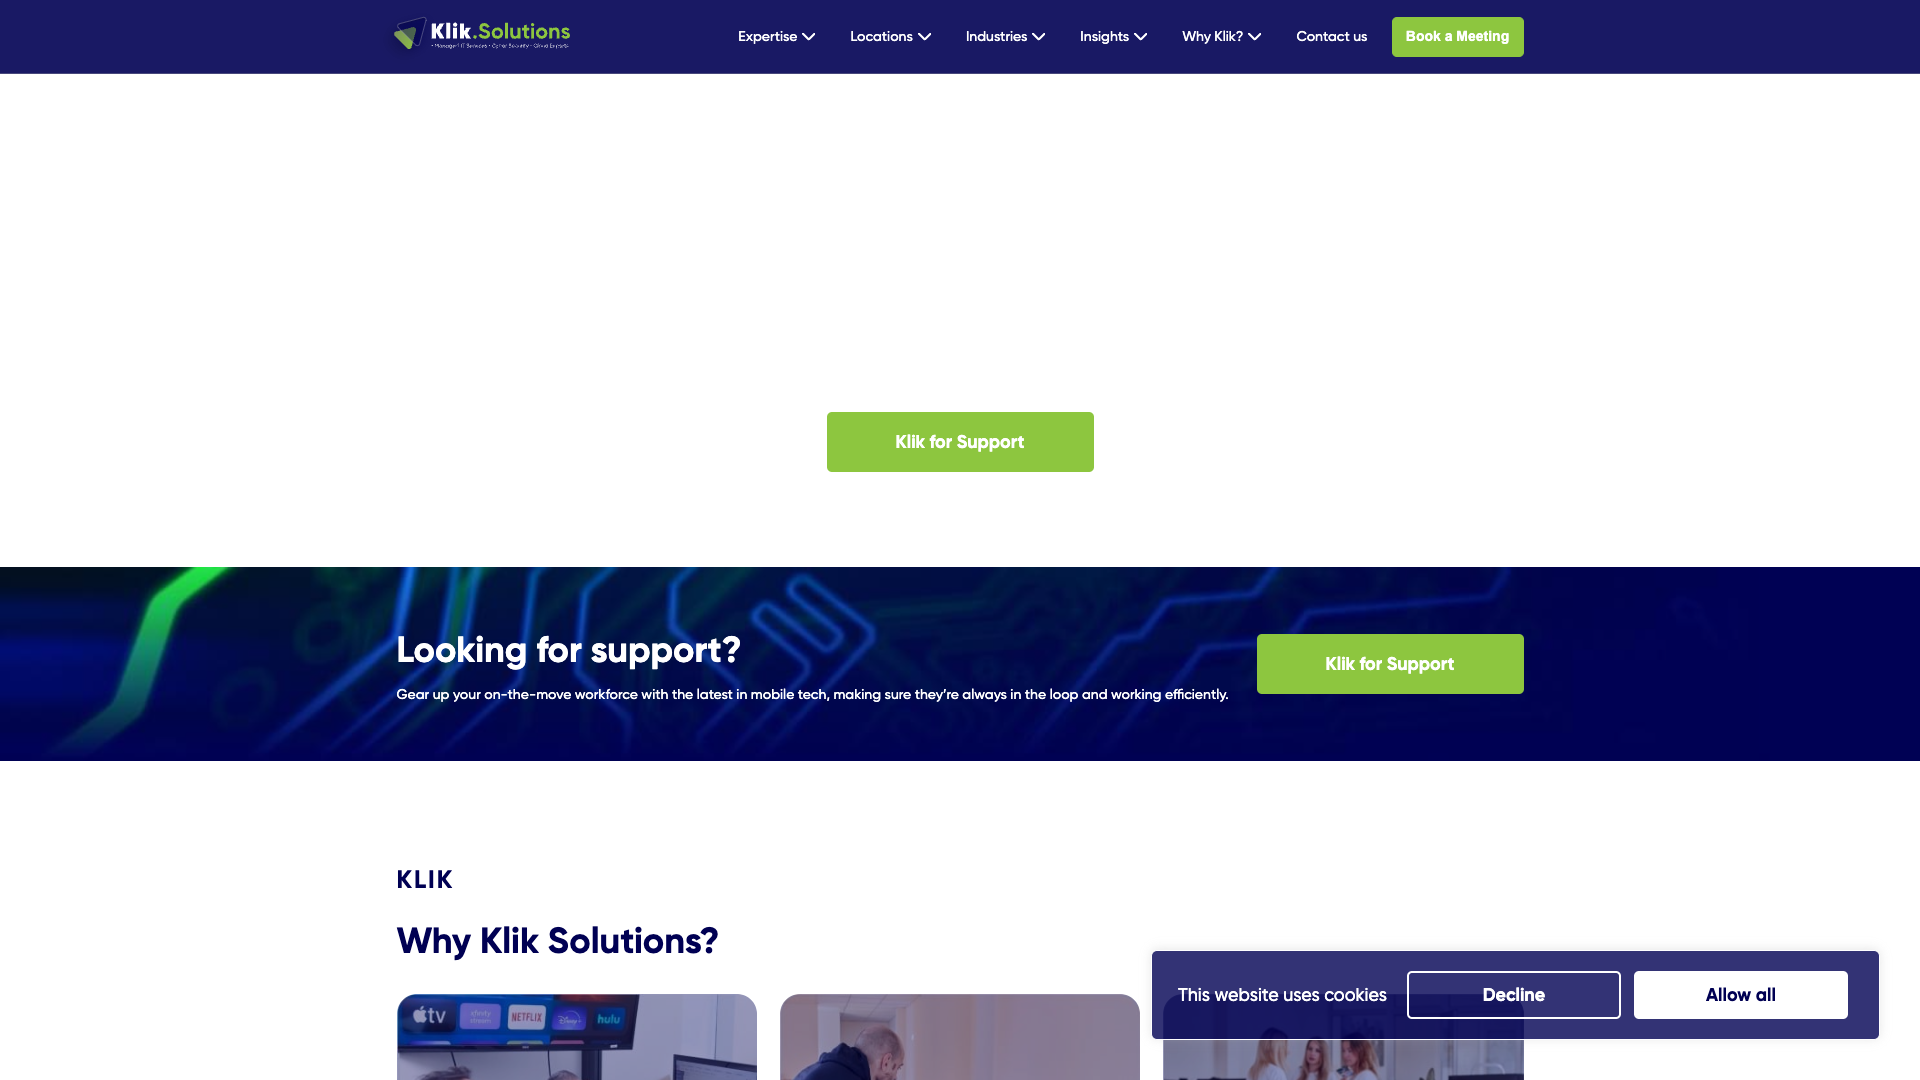 Klik.Solutions
• Managed IT Services • Cyber Security • Cloud Experts
Expertise
Locations
Industries
Insights
Why Klik?
Contact us
Book a Meeting
Klik for Support
Looking for support?
Gear up your on-the-move workforce with the latest in mobile tech, making sure they’re always in the loop and working efficiently.
Klik for Support
KLIK
Why Klik Solutions?
tv
xfinity stream
NETFLIX
Disney+
hulu
This website uses cookies
Decline
Allow all